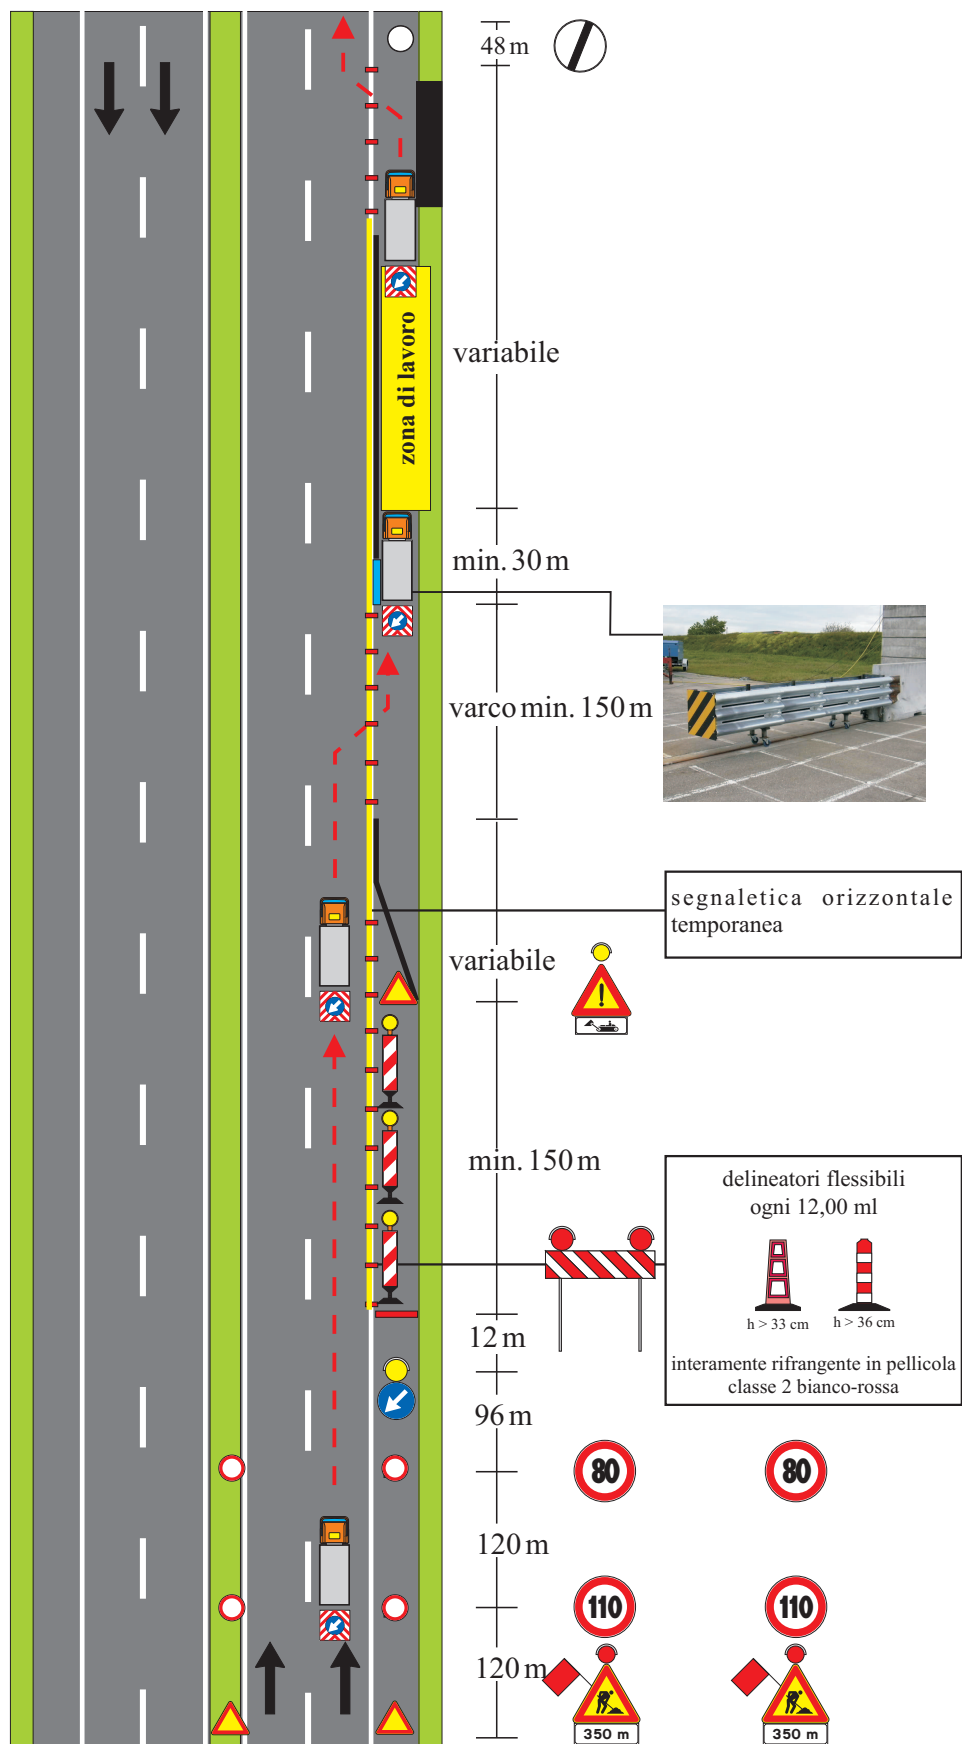 48 m
variabile
zona di lavoro
min. 30 m
varco min. 150 m
segnaletica orizzontale
temporanea
variabile
min. 150 m
delineatori flessibili
ogni 12,00 ml
h > 33 cm
h > 36 cm
interamente rifrangente in pellicola
classe 2 bianco-rossa
12 m
96 m
80
80
120 m
110
110
120 m
350 m
350 m